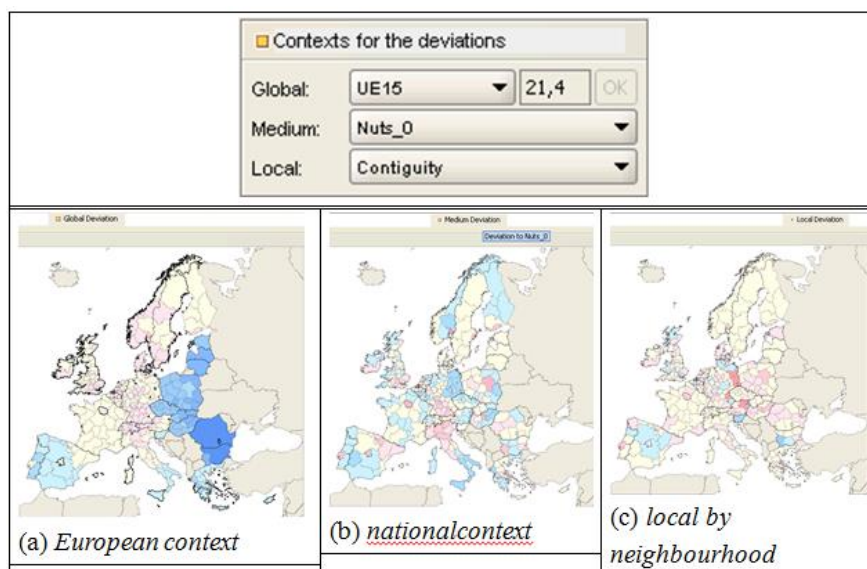 Contexts for the deviations
Global: UE15 21,4 OK
Medium: Nuts_0
Local: Contiguity
Global Deviation
Medium Deviation
Deviation to Nuts_0
Local Deviation
(a) European context
(b) nationalcontext
(c) local by
neighbourhood